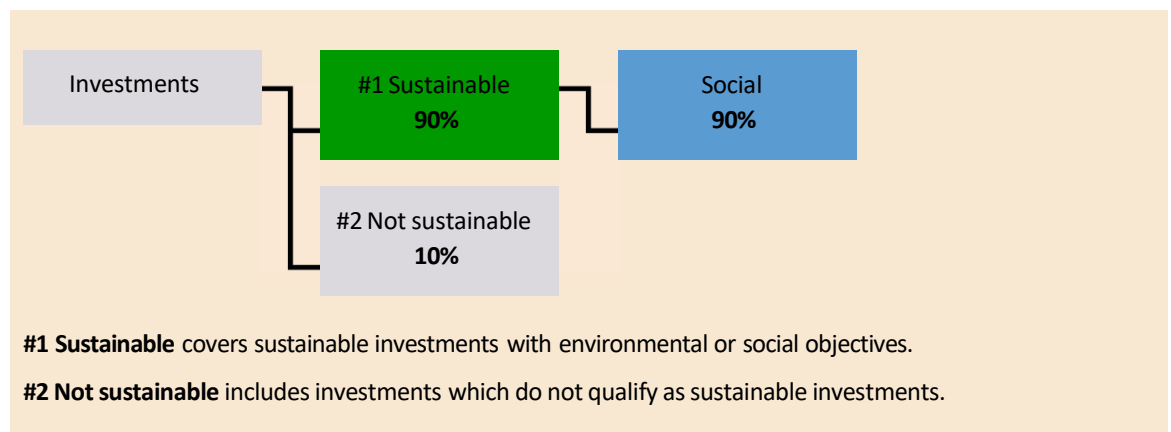 Investments
#1 Sustainable
90%
Social
90%
#2 Not sustainable
10%
#1 Sustainable covers sustainable investments with environmental or social objectives.
#2 Not sustainable includes investments which do not qualify as sustainable investments.